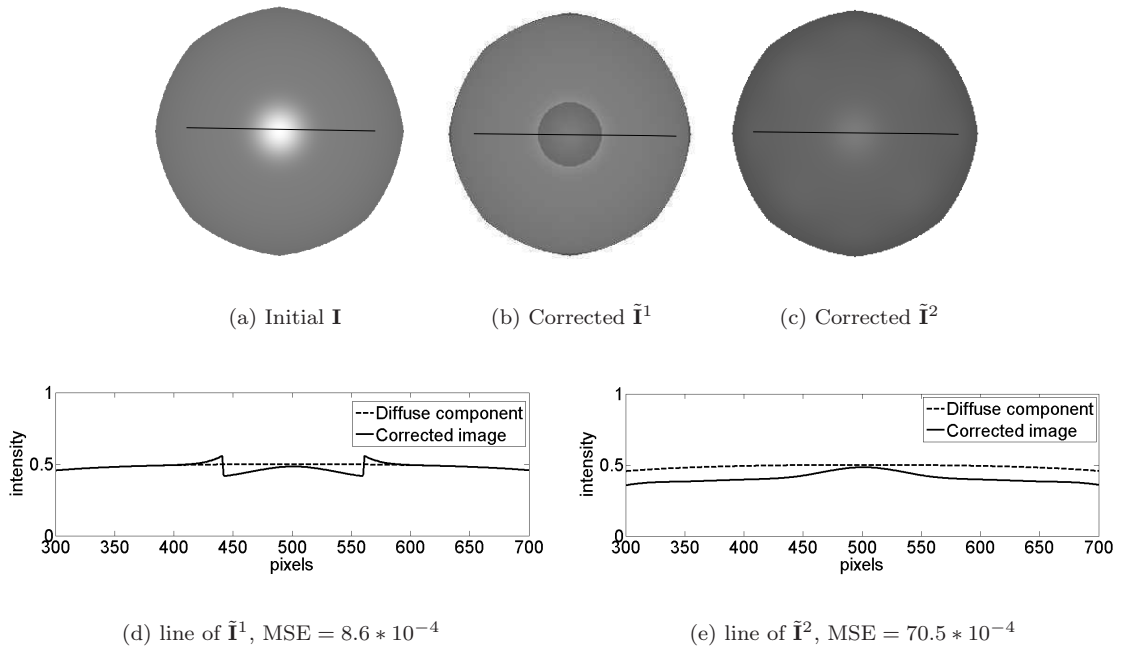 (a) Initial I
(b) Corrected Ĩ¹
(c) Corrected Ĩ²
1
0.5
0
intensity
Diffuse component
Corrected image
300 350 400 450 500 550 600 650 700
pixels
1
0.5
0
intensity
Diffuse component
Corrected image
300 350 400 450 500 550 600 650 700
pixels
(d) line of Ĩ¹, MSE = 8.6 * 10⁻⁴
(e) line of Ĩ², MSE = 70.5 * 10⁻⁴